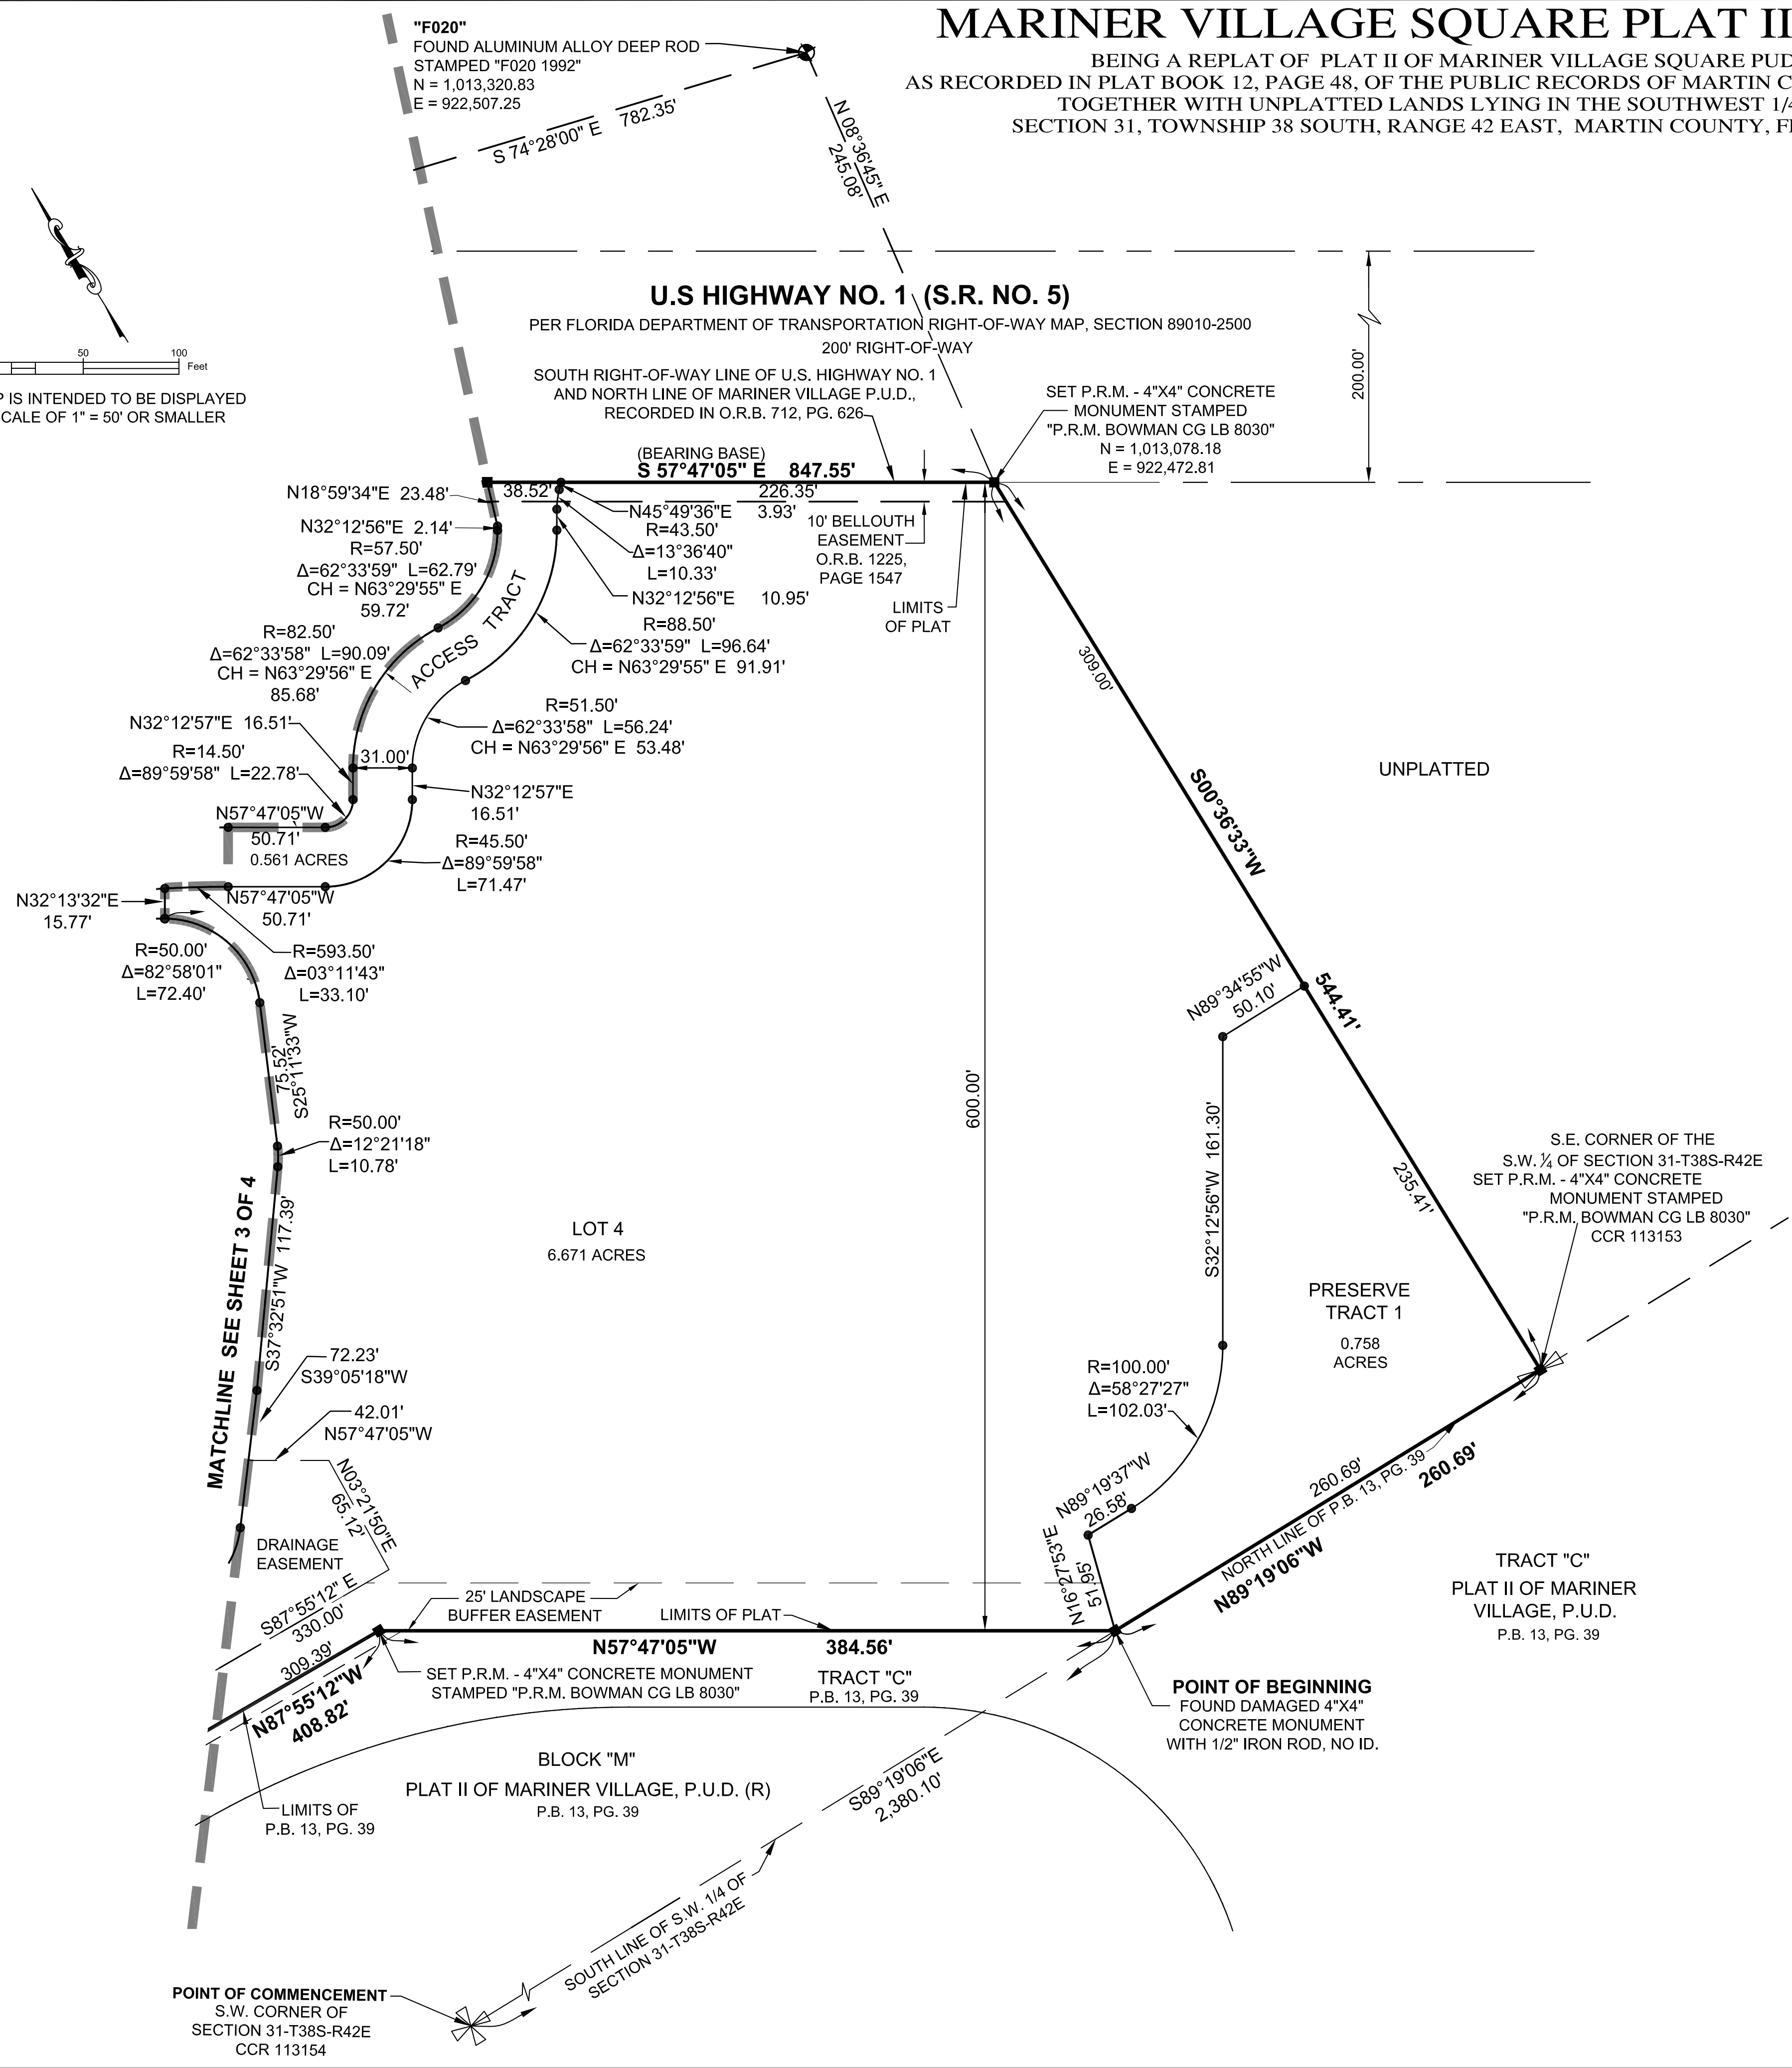 MARINER VILLAGE SQUARE PLAT II
BEING A REPLAT OF PLAT II OF MARINER VILLAGE SQUARE PUD
AS RECORDED IN PLAT BOOK 12, PAGE 48, OF THE PUBLIC RECORDS OF MARTIN C
TOGETHER WITH UNPLATTED LANDS LYING IN THE SOUTHWEST 1/4
SECTION 31, TOWNSHIP 38 SOUTH, RANGE 42 EAST, MARTIN COUNTY, F
"F020"
FOUND ALUMINUM ALLOY DEEP ROD
STAMPED "F020 1992"
N = 1,013,320.83
E = 922,507.25
S 74°28'00" E 782.35'
N 08°36'45" E
245.08'
50
100
Feet
P IS INTENDED TO BE DISPLAYED
CALE OF 1" = 50' OR SMALLER
U.S HIGHWAY NO. 1 (S.R. NO. 5)
PER FLORIDA DEPARTMENT OF TRANSPORTATION RIGHT-OF-WAY MAP, SECTION 89010-2500
200' RIGHT-OF-WAY
200.00'
SOUTH RIGHT-OF-WAY LINE OF U.S. HIGHWAY NO. 1
AND NORTH LINE OF MARINER VILLAGE P.U.D.,
RECORDED IN O.R.B. 712, PG. 626
SET P.R.M. - 4"X4" CONCRETE
MONUMENT STAMPED
"P.R.M. BOWMAN CG LB 8030"
N = 1,013,078.18
E = 922,472.81
(BEARING BASE)
S 57°47'05" E 847.55'
38.52'
226.35'
N18°59'34"E 23.48'
N32°12'56"E 2.14'
R=57.50'
Δ=62°33'59" L=62.79'
CH = N63°29'55" E
59.72'
N45°49'36"E 3.93'
R=43.50'
Δ=13°36'40"
L=10.33'
N32°12'56"E 10.95'
10' BELLOUTH
EASEMENT
O.R.B. 1225,
PAGE 1547
LIMITS
OF PLAT
R=88.50'
Δ=62°33'59" L=96.64'
CH = N63°29'55" E 91.91'
ACCESS TRACT
R=82.50'
Δ=62°33'58" L=90.09'
CH = N63°29'56" E
85.68'
R=51.50'
Δ=62°33'58" L=56.24'
CH = N63°29'56" E 53.48'
N32°12'57"E 16.51'
R=14.50'
Δ=89°59'58" L=22.78'
31.00'
N32°12'57"E
16.51'
N57°47'05"W
50.71'
0.561 ACRES
R=45.50'
Δ=89°59'58"
L=71.47'
N57°47'05"W
50.71'
N32°13'32"E
15.77'
R=50.00'
Δ=82°58'01"
L=72.40'
R=593.50'
Δ=03°11'43"
L=33.10'
75.52'
S25°11'33"W
309.00'
S00°36'33"W
544.41'
UNPLATTED
N89°34'55"W
50.10'
600.00'
R=50.00'
Δ=12°21'18"
L=10.78'
MATCHLINE SEE SHEET 3 OF 4
S37°32'51"W 117.39'
LOT 4
6.671 ACRES
S32°12'56"W 161.30'
235.41'
S.E. CORNER OF THE
S.W. ¼ OF SECTION 31-T38S-R42E
SET P.R.M. - 4"X4" CONCRETE
MONUMENT STAMPED
"P.R.M. BOWMAN CG LB 8030"
CCR 113153
PRESERVE
TRACT 1
0.758
ACRES
72.23'
S39°05'18"W
42.01'
N57°47'05"W
R=100.00'
Δ=58°27'27"
L=102.03'
N03°21'50"E
65.12'
N89°19'37"W
26.58'
N16°27'53"E
51.95'
260.69'
NORTH LINE OF P.B. 13, PG. 39
260.69'
N89°19'06"W
DRAINAGE
EASEMENT
S87°55'12" E
330.00'
309.39'
N87°55'12"W
408.82'
25' LANDSCAPE
BUFFER EASEMENT
LIMITS OF PLAT
N57°47'05"W 384.56'
SET P.R.M. - 4"X4" CONCRETE MONUMENT
STAMPED "P.R.M. BOWMAN CG LB 8030"
TRACT "C"
P.B. 13, PG. 39
TRACT "C"
PLAT II OF MARINER
VILLAGE, P.U.D.
P.B. 13, PG. 39
POINT OF BEGINNING
FOUND DAMAGED 4"X4"
CONCRETE MONUMENT
WITH 1/2" IRON ROD, NO ID.
BLOCK "M"
PLAT II OF MARINER VILLAGE, P.U.D. (R)
P.B. 13, PG. 39
LIMITS OF
P.B. 13, PG. 39
S89°19'06"E
2,380.10'
SOUTH LINE OF S.W. 1/4 OF
SECTION 31-T38S-R42E
POINT OF COMMENCEMENT
S.W. CORNER OF
SECTION 31-T38S-R42E
CCR 113154